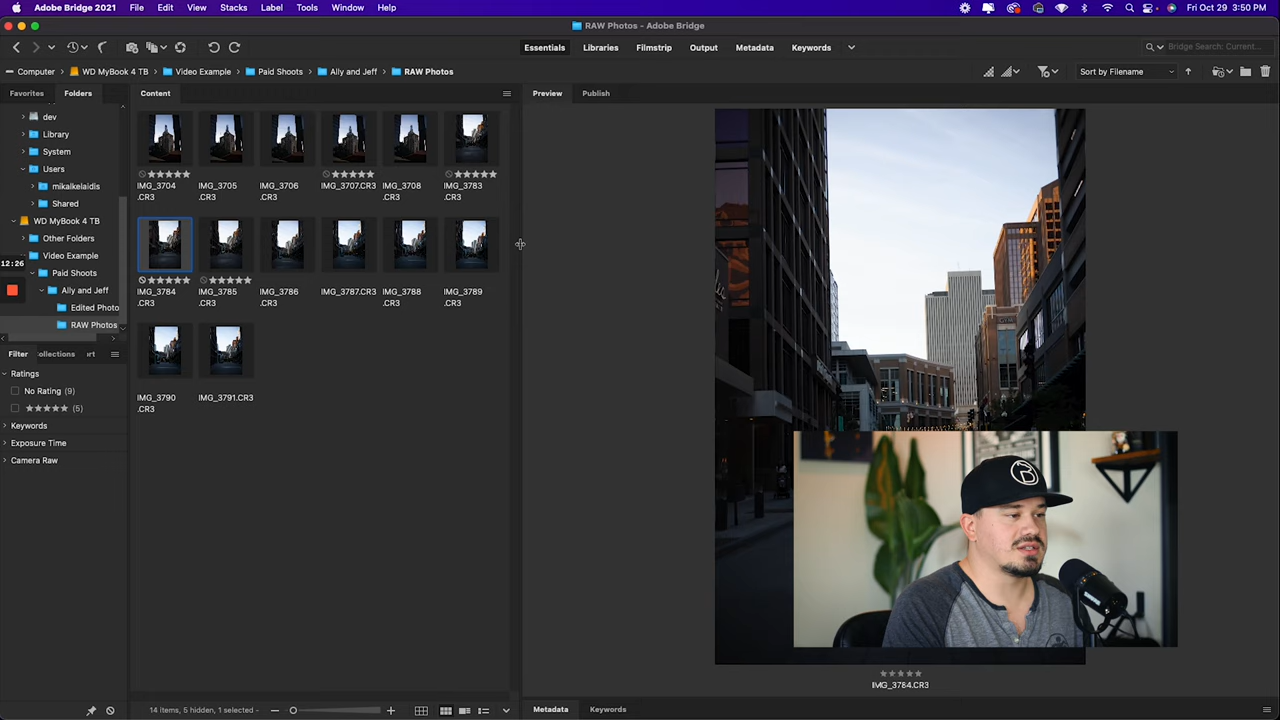 Adobe Bridge 2021 File Edit View Stacks Label Tools Window Help Fri Oct 29 3:50 PM
RAW Photos - Adobe Bridge
Essentials Libraries Filmstrip Output Metadata Keywords Bridge Search: Current...
Computer WD MyBook 4 TB Video Example Paid Shoots Ally and Jeff RAW Photos Sort by Filename
Favorites Folders Content Preview Publish
dev
Library
System
Users
mikaikelaidis
Shared
WD MyBook 4 TB
Other Folders
Video Example
12:26
Paid Shoots
Ally and Jeff
Edited Photo
RAW Photos
Filter ollections ort
Ratings
No Rating (9)
(5)
Keywords
Exposure Time
Camera Raw
IMG_3704 .CR3
IMG_3705 .CR3
IMG_3706 .CR3
IMG_3707.CR3
IMG_3708 .CR3
IMG_3783 .CR3
IMG_3784 .CR3
IMG_3785 .CR3
IMG_3786 .CR3
IMG_3787.CR3
IMG_3788 .CR3
IMG_3789 .CR3
IMG_3790 .CR3
IMG_3791.CR3
B
IMG_3784.CR3
14 items, 5 hidden, 1 selected -
Metadata Keywords